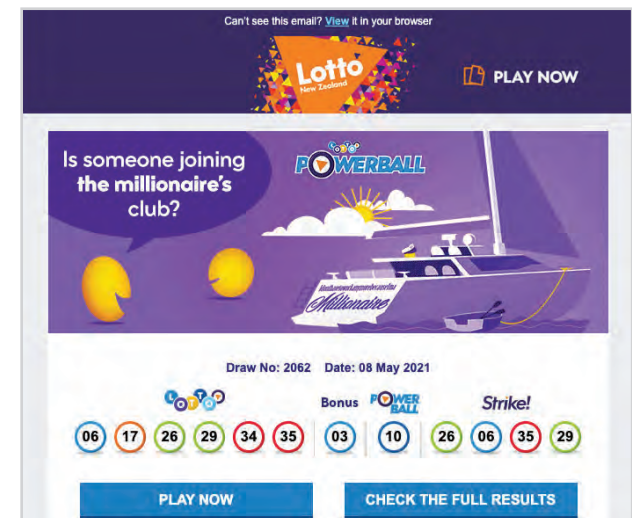 Can't see this email? View it in your browser
Lotto
New Zealand
PLAY NOW
Is someone joining
the millionaire's
club?
LOTTO
POWERBALL
Millionaire
Draw No: 2062 Date: 08 May 2021
LOTTO Bonus POWERBALL Strike!
06 17 26 29 34 35 03 10 26 06 35 29
PLAY NOW CHECK THE FULL RESULTS